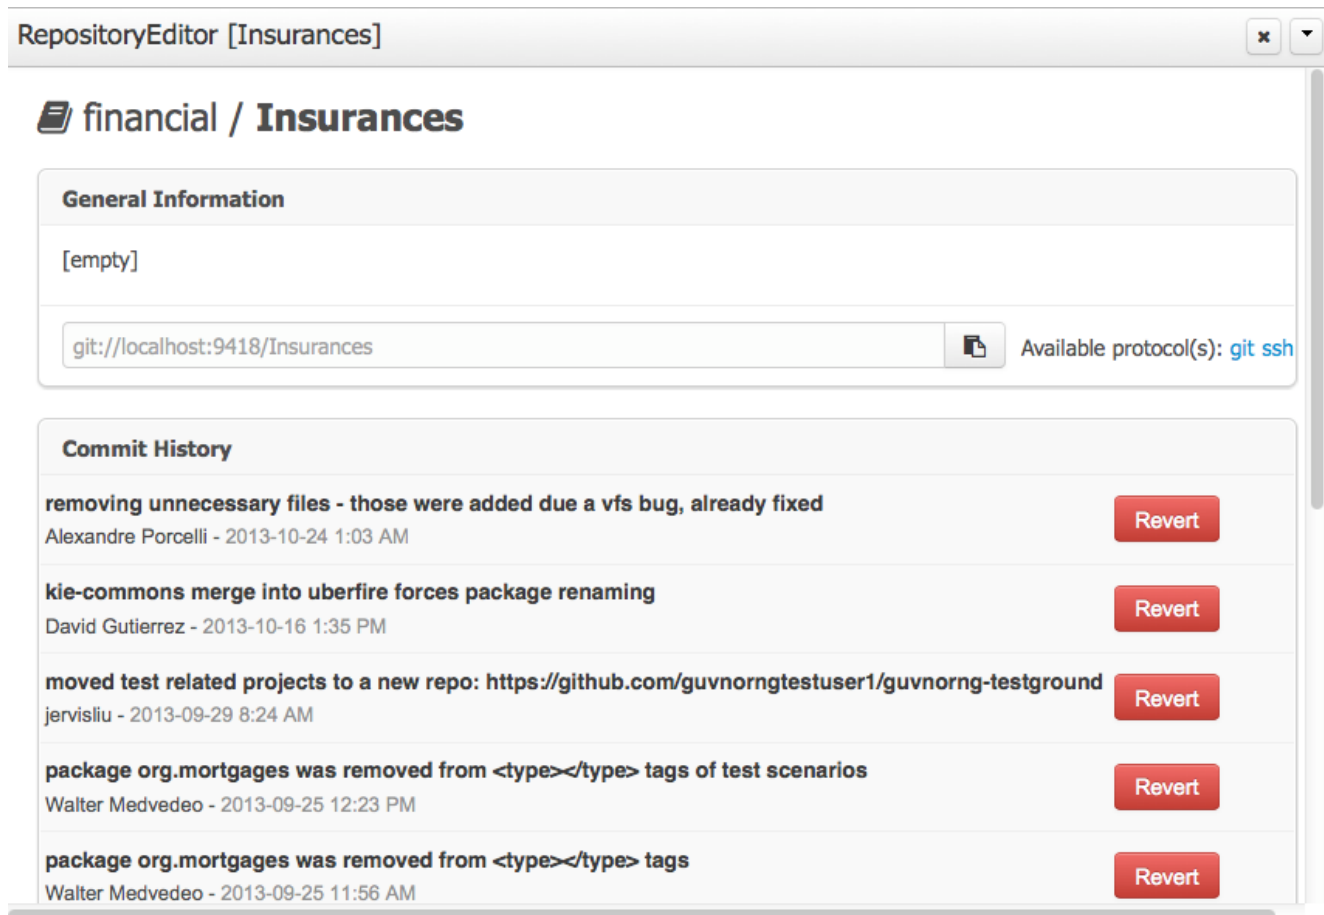 RepositoryEditor [Insurances]
financial / Insurances
General Information
[empty]
git://localhost:9418/Insurances
Available protocol(s): git ssh
Commit History
removing unnecessary files - those were added due a vfs bug, already fixed
Alexandre Porcelli - 2013-10-24 1:03 AM
Revert
kie-commons merge into uberfire forces package renaming
David Gutierrez - 2013-10-16 1:35 PM
Revert
moved test related projects to a new repo: https://github.com/guvnorngtestuser1/guvnorng-testground
jervisliu - 2013-09-29 8:24 AM
Revert
package org.mortgages was removed from <type></type> tags of test scenarios
Walter Medvedeo - 2013-09-25 12:23 PM
Revert
package org.mortgages was removed from <type></type> tags
Walter Medvedeo - 2013-09-25 11:56 AM
Revert